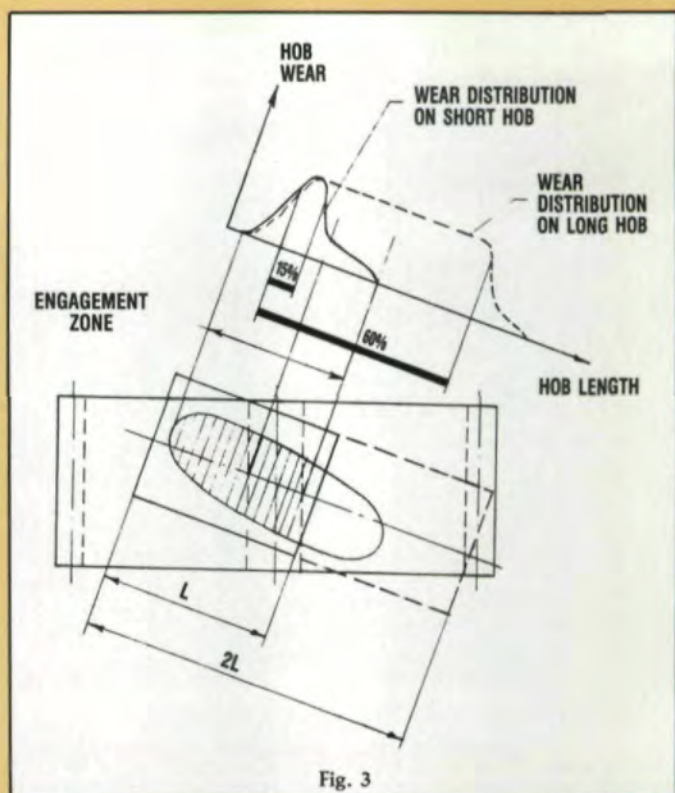 HOB
WEAR
WEAR DISTRIBUTION
ON SHORT HOB
WEAR
DISTRIBUTION
ON LONG HOB
15%
60%
ENGAGEMENT
ZONE
HOB LENGTH
L
2L
Fig. 3